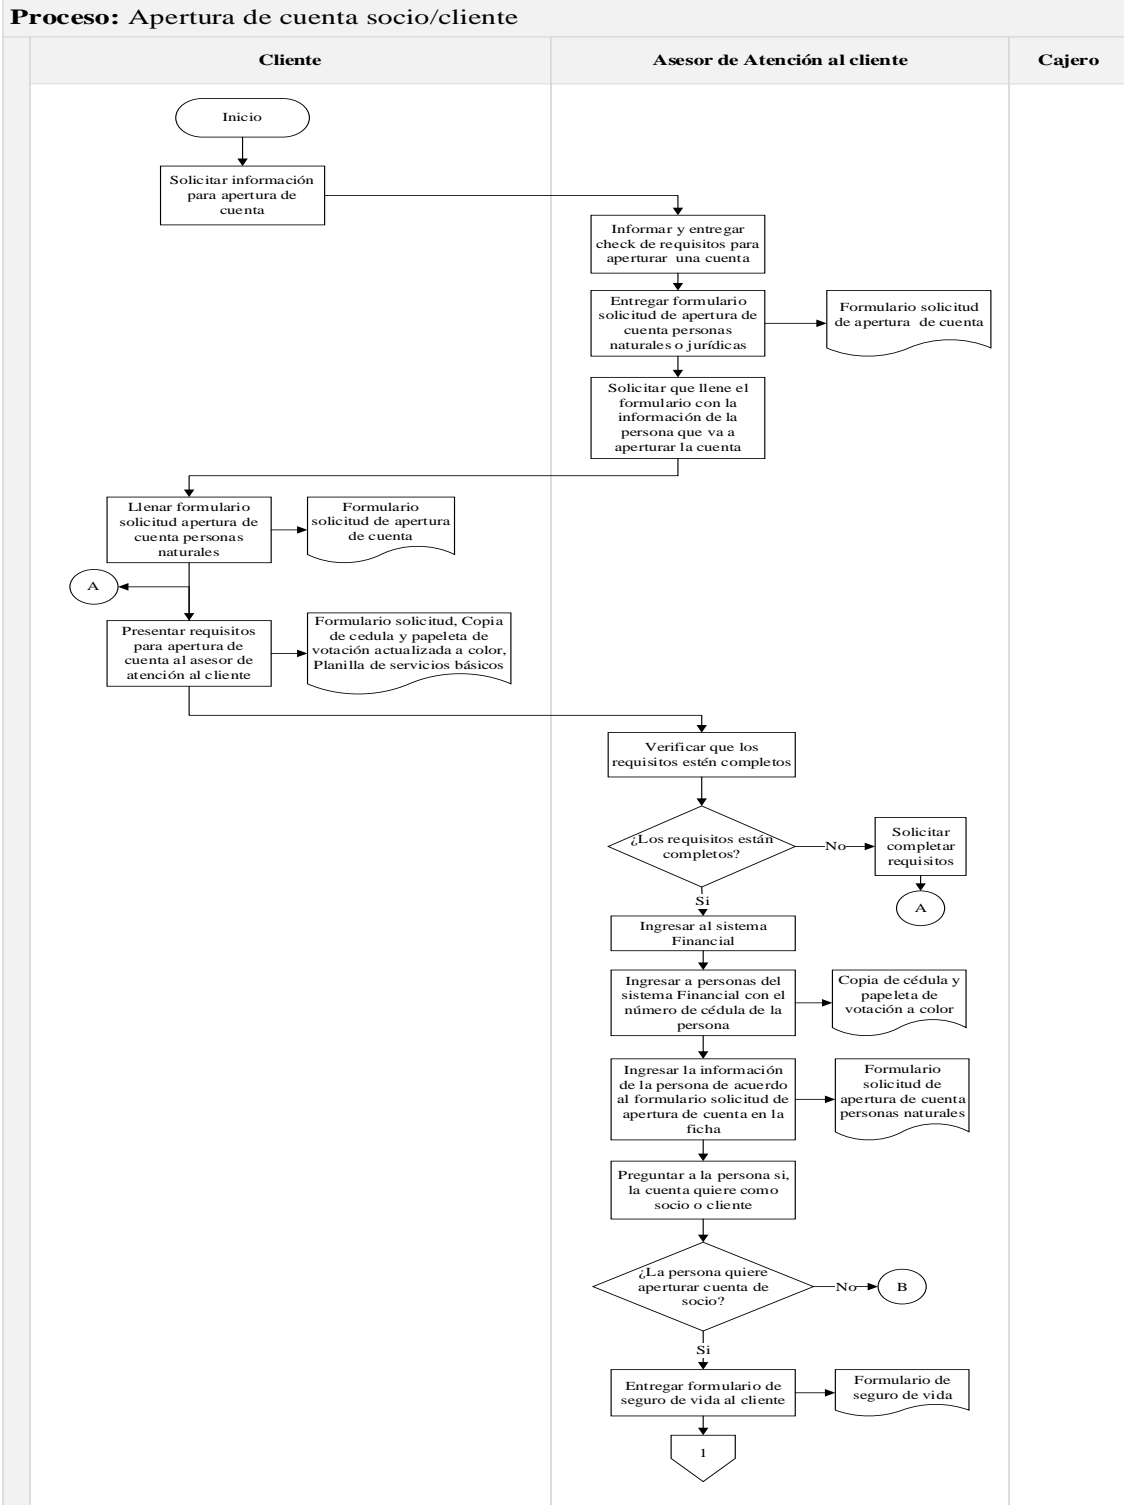 Proceso: Apertura de cuenta socio/cliente
Cliente
Asesor de Atención al cliente
Cajero
Inicio
Solicitar información
para apertura de
cuenta
Informar y entregar
check de requisitos para
aperturar una cuenta
Entregar formulario
solicitud de apertura de
cuenta personas
naturales o jurídicas
Formulario solicitud
de apertura de cuenta
Solicitar que llene el
formulario con la
información de la
persona que va a
aperturar la cuenta
Llenar formulario
solicitud apertura de
cuenta personas
naturales
Formulario
solicitud de apertura
de cuenta
A
Presentar requisitos
para apertura de
cuenta al asesor de
atención al cliente
Formulario solicitud, Copia
de cedula y papeleta de
votación actualizada a color,
Planilla de servicios básicos
Verificar que los
requisitos estén completos
¿Los requisitos están
completos?
No
Solicitar
completar
requisitos
A
Si
Ingresar al sistema
Financial
Ingresar a personas del
sistema Financial con el
número de cédula de la
persona
Copia de cédula y
papeleta de
votación a color
Ingresar la información
de la persona de acuerdo
al formulario solicitud de
apertura de cuenta en la
ficha
Formulario
solicitud de
apertura de cuenta
personas naturales
Preguntar a la persona si,
la cuenta quiere como
socio o cliente
¿La persona quiere
aperturar cuenta de
socio?
No
B
Si
Entregar formulario de
seguro de vida al cliente
Formulario de
seguro de vida
1